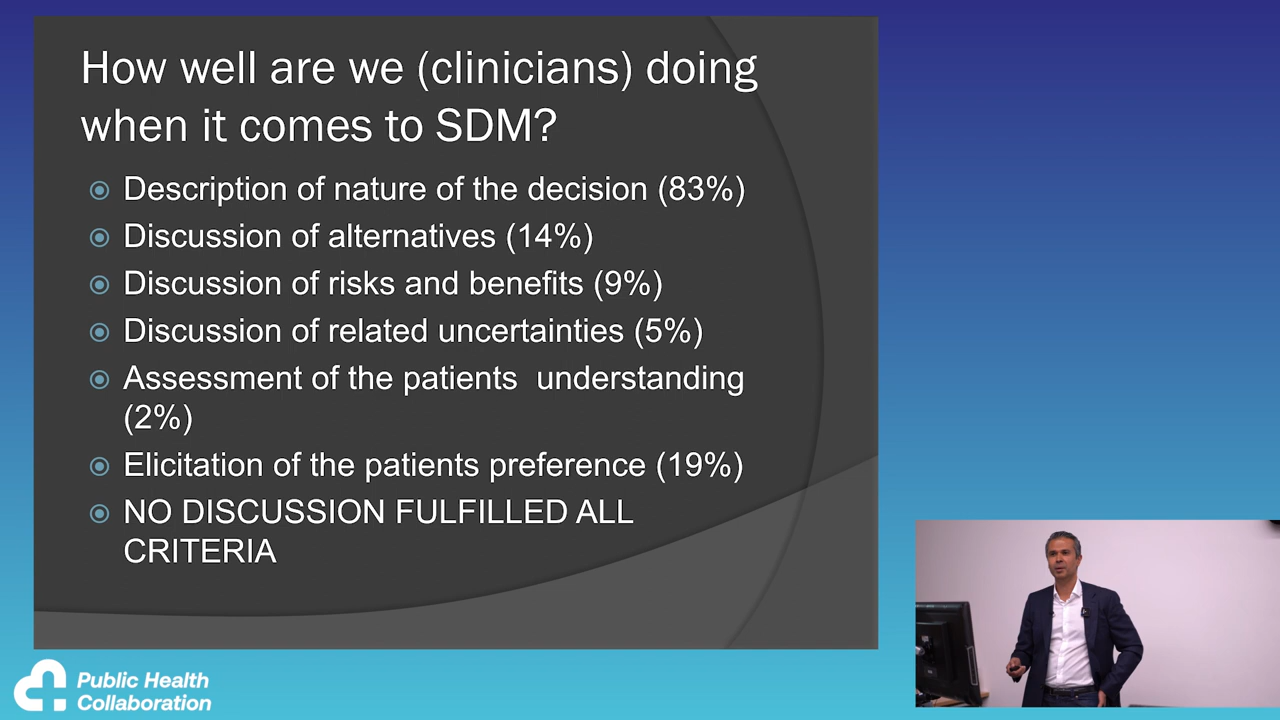 How well are we (clinicians) doing
when it comes to SDM?
Description of nature of the decision (83%)
Discussion of alternatives (14%)
Discussion of risks and benefits (9%)
Discussion of related uncertainties (5%)
Assessment of the patients  understanding
(2%)
Elicitation of the patients preference (19%)
NO DISCUSSION FULFILLED ALL
CRITERIA
Public Health
Collaboration